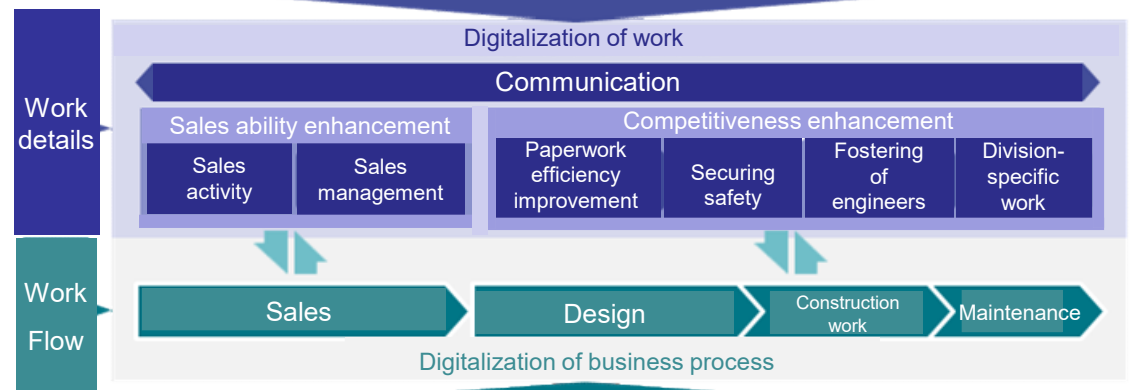 Digitalization of work
Communication
Work
details
Sales ability enhancement
Competitiveness enhancement
Sales
activity
Sales
management
Paperwork
efficiency
improvement
Securing
safety
Fostering
of
engineers
Division-
specific
work
Work
Flow
Sales
Design
Construction
work
Maintenance
Digitalization of business process